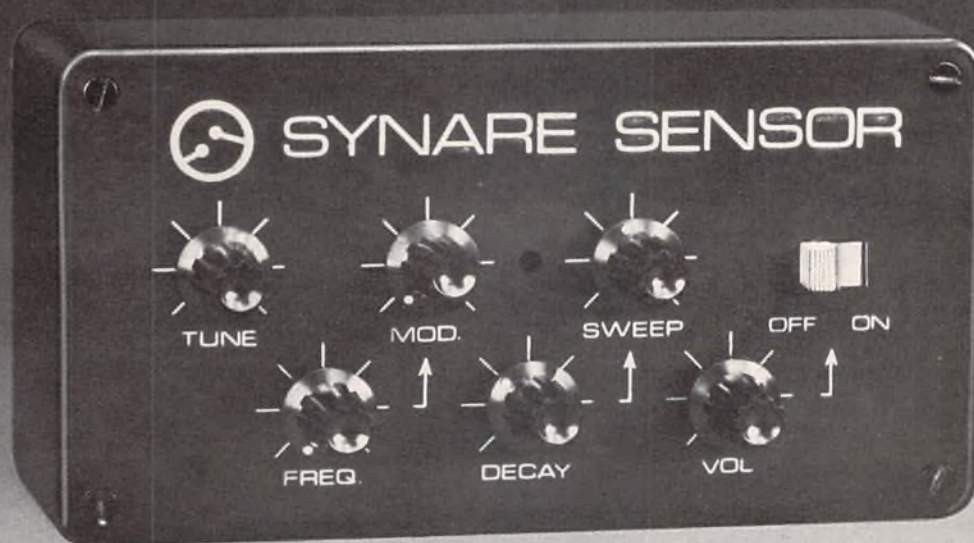 SYNARE SENSOR
TUNE MOD. SWEEP OFF ON
FREQ. DECAY VOL